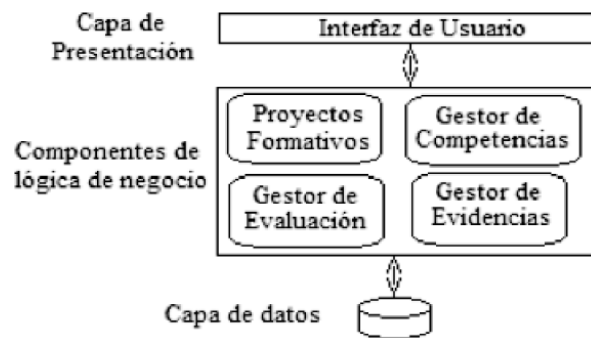 Capa de
Presentación
Interfaz de Usuario
Componentes de
lógica de negocio
Proyectos
Formativos
Gestor de
Competencias
Gestor de
Evaluación
Gestor de
Evidencias
Capa de datos